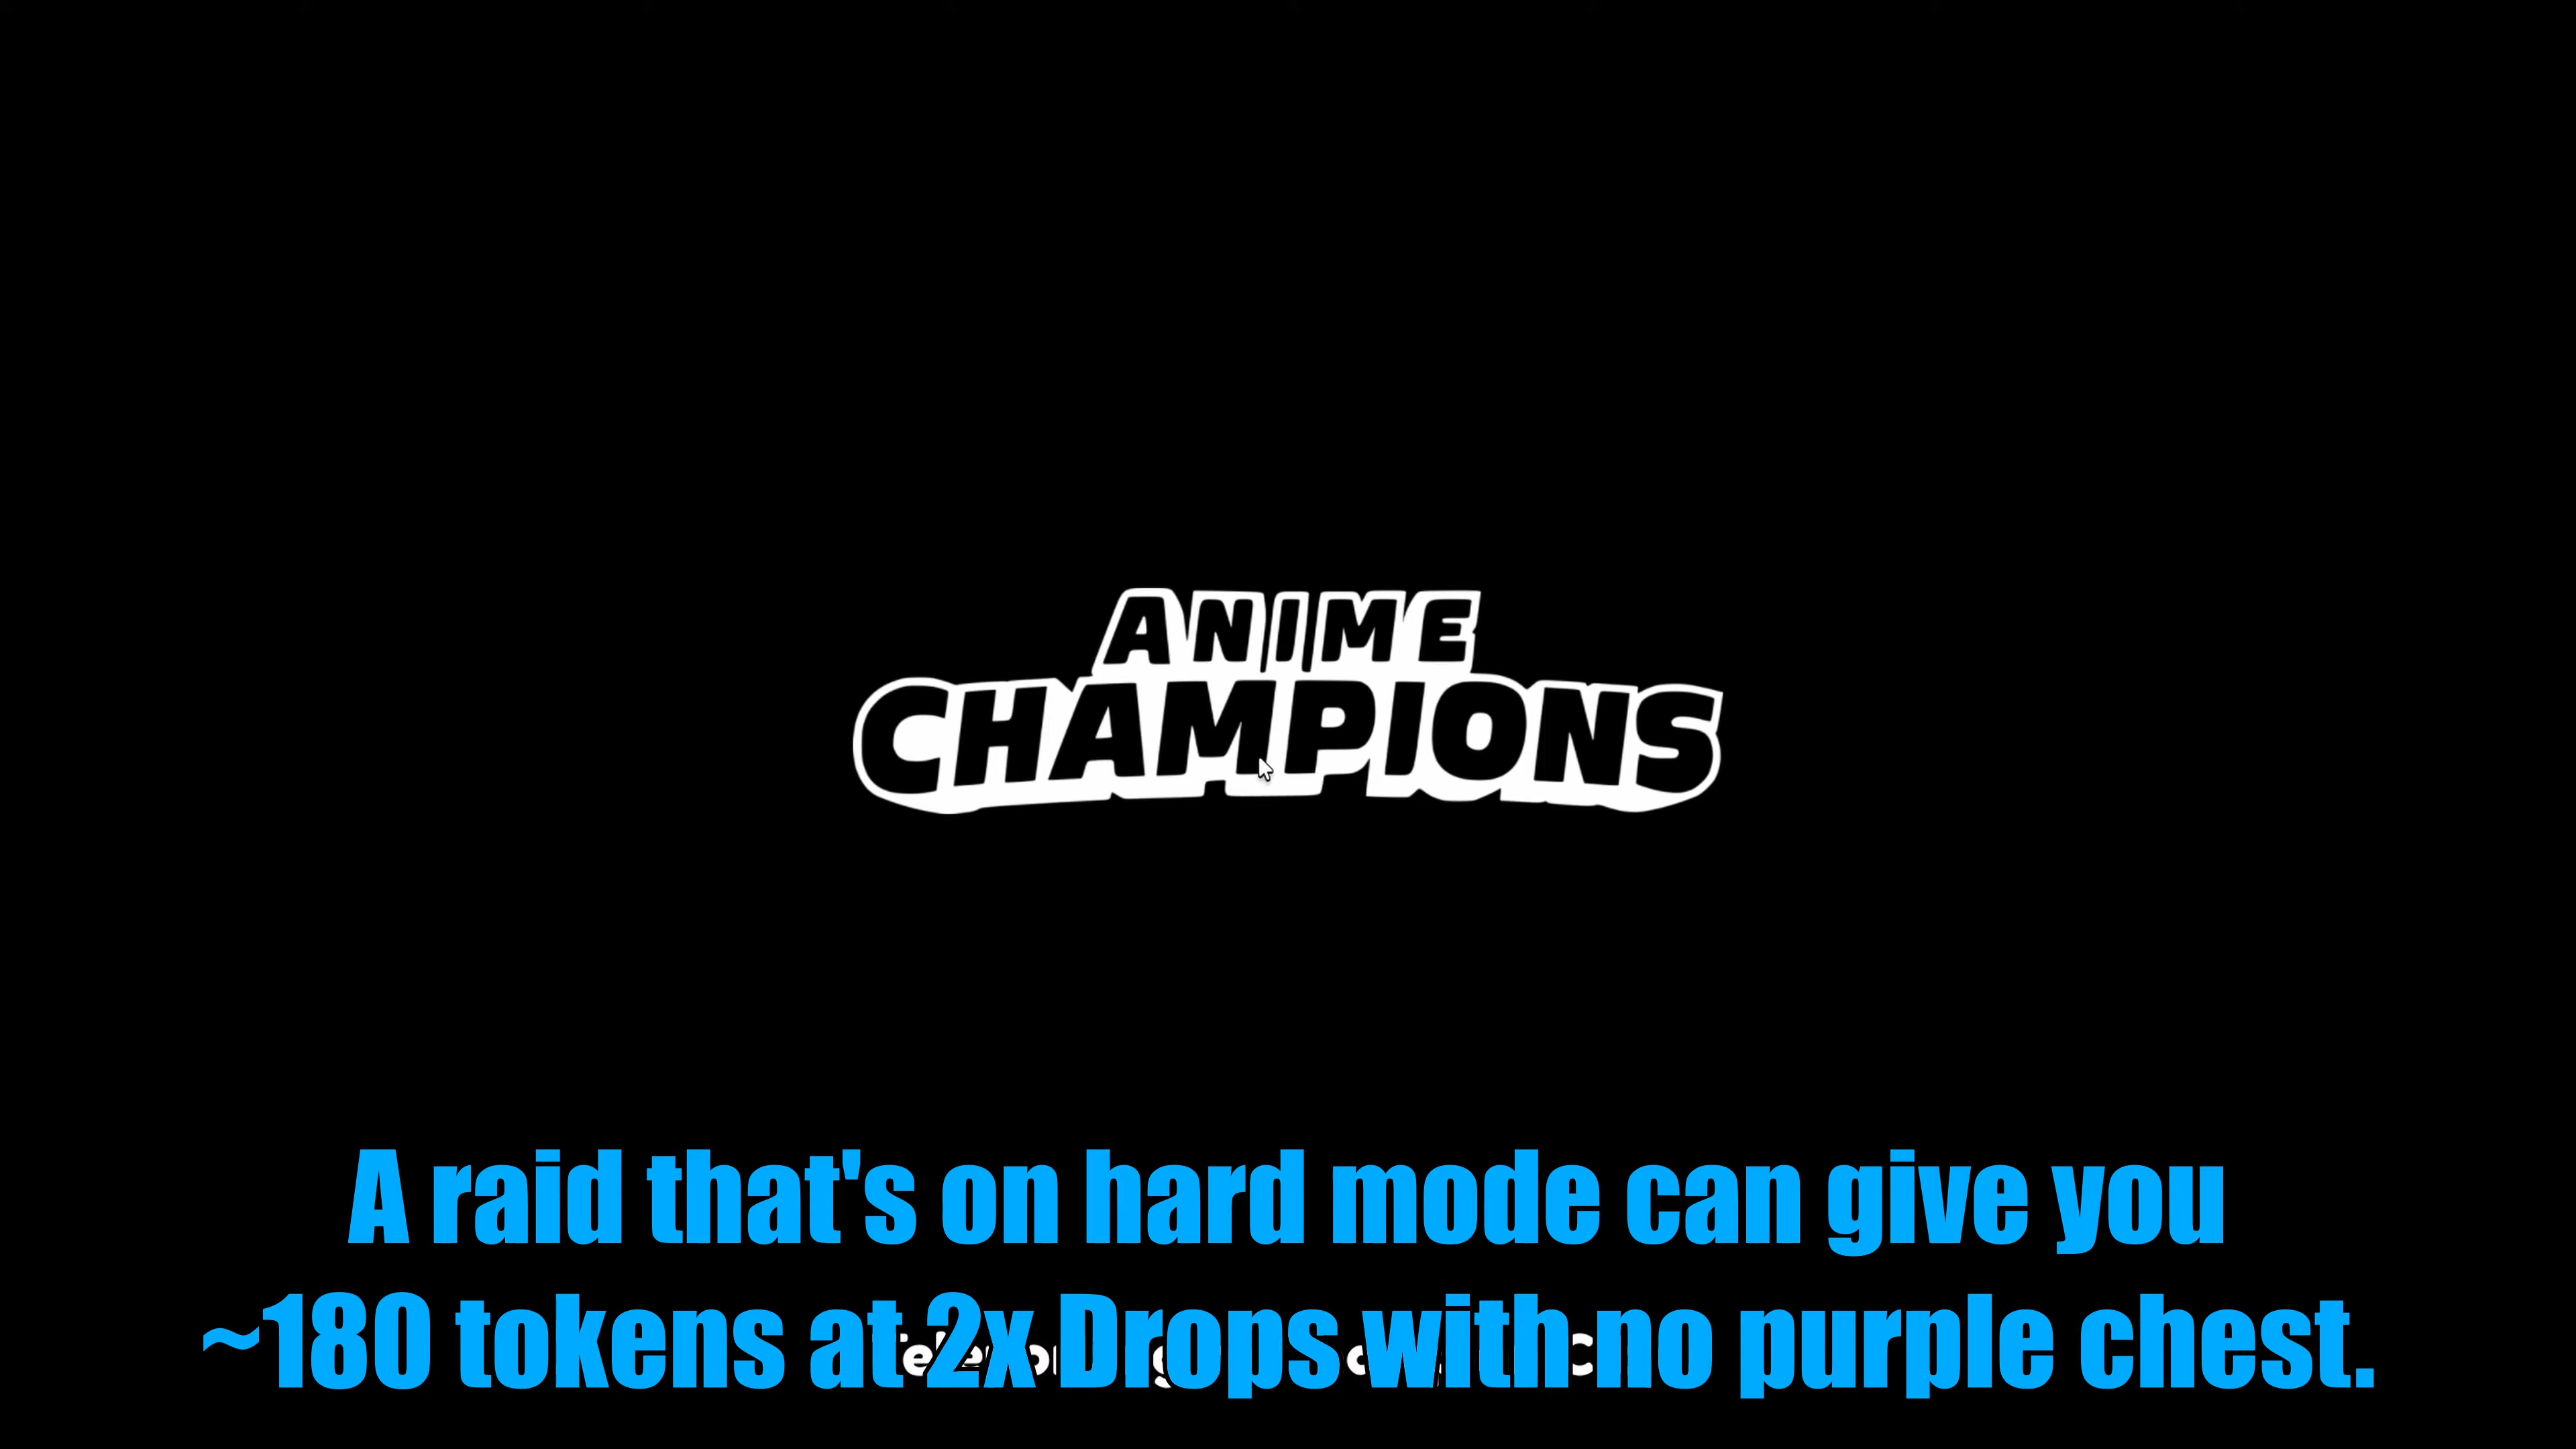 ANIME
CHAMPIONS
A raid that's on hard mode can give you
~180 tokens at 2x Drops with no purple chest.